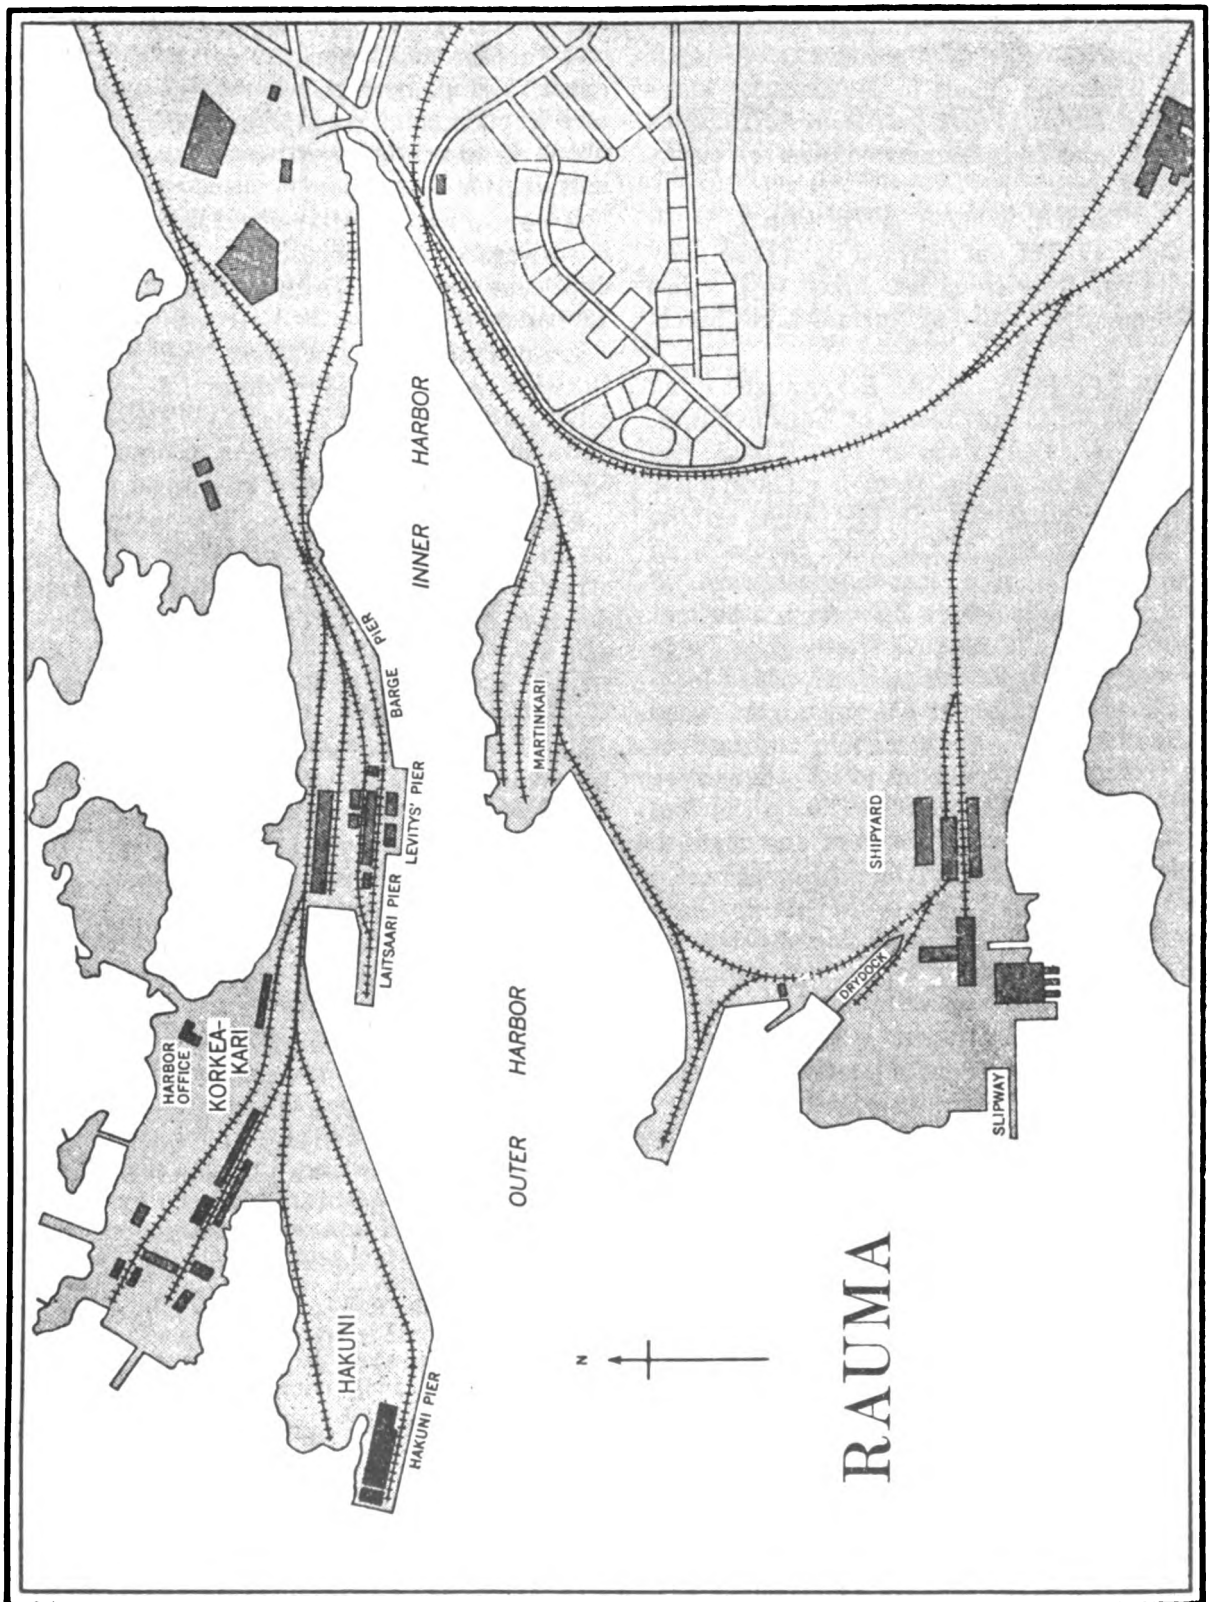 INNER HARBOR
BARGE PIER
LEVITYS' PIER
LAITSAARI PIER
MARTINKARI
SHIPYARD
DRYDOCK
SLIPWAY
HARBOR
OFFICE
KORKEA-
KARI
OUTER HARBOR
HAKUNI
HAKUNI PIER
N
RAUMA